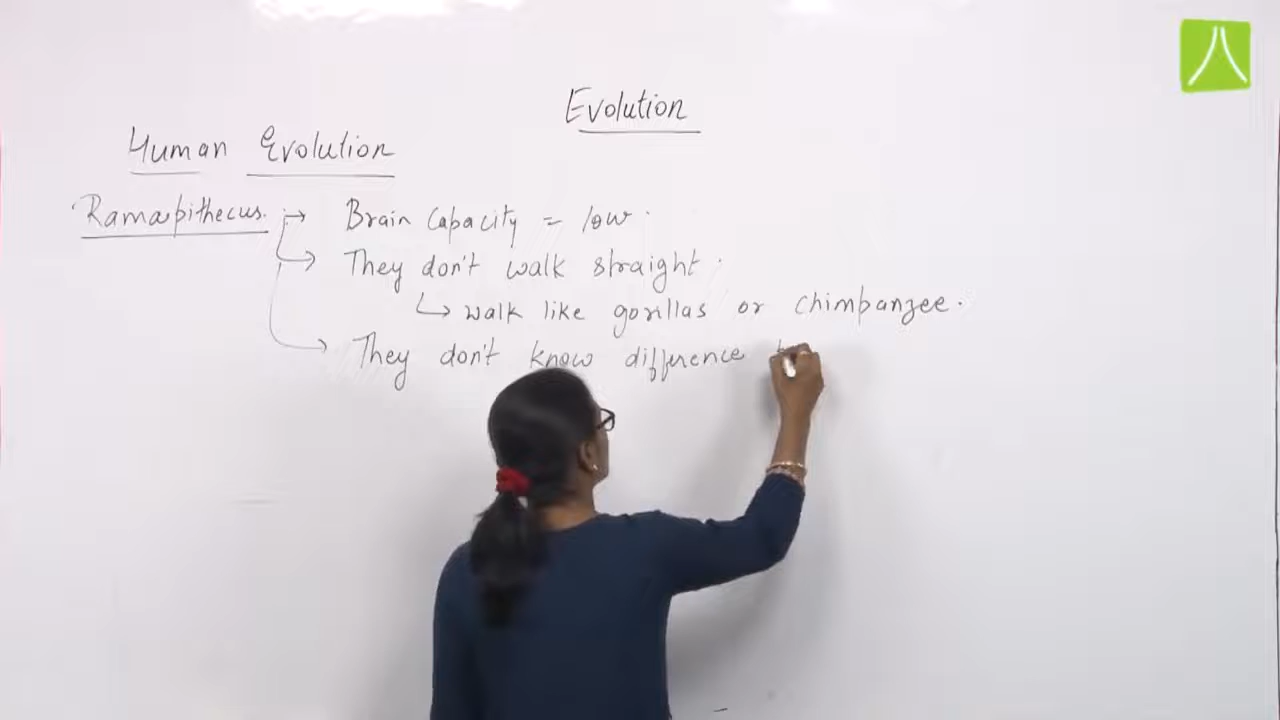 Evolution
Human Evolution
Ramapithecus. → Brain Capacity = low.
→ They don't walk straight.
↳ walk like gorillas or chimpanzee.
→ They don't know difference